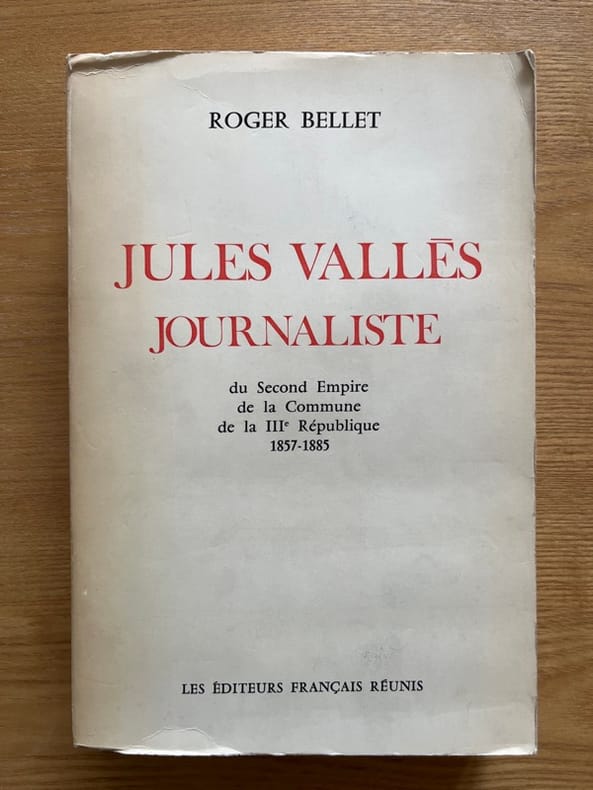 ROGER BELLET
JULES VALLĒS
JOURNALISTE
du Second Empire
de la Commune
de la IIIᵉ République
1857-1885
LES ÉDITEURS FRANÇAIS RÉUNIS